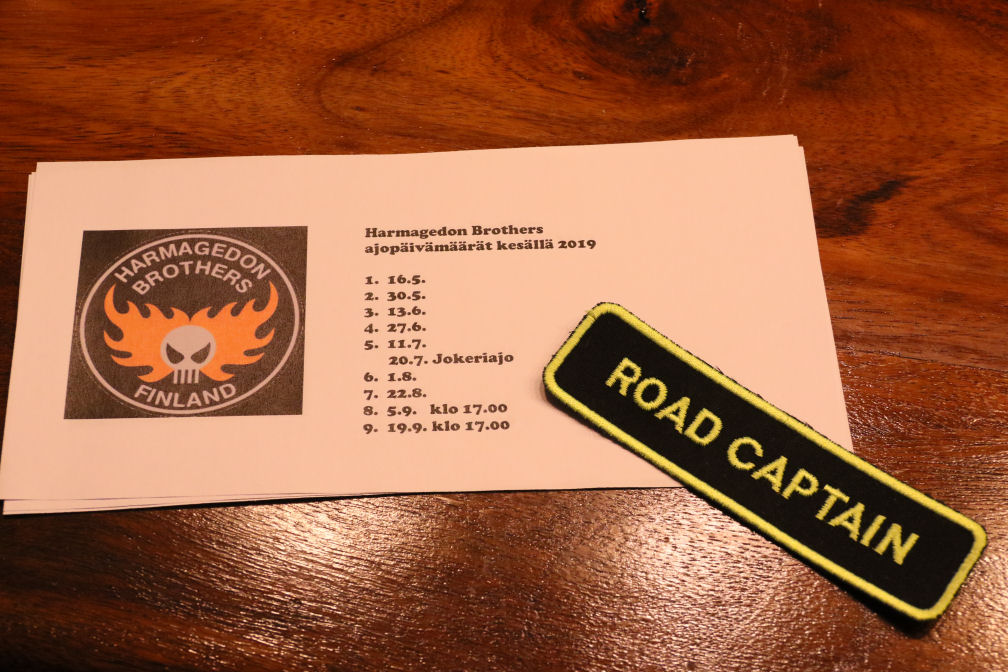 HARMAGEDON
BROTHERS
FINLAND
Harmagedon Brothers
ajopäivämäärät kesällä 2019
1. 16.5.
2. 30.5.
3. 13.6.
4. 27.6.
5. 11.7.
20.7. Jokeriajo
6. 1.8.
7. 22.8.
8. 5.9. klo 17.00
9. 19.9. klo 17.00
ROAD CAPTAIN